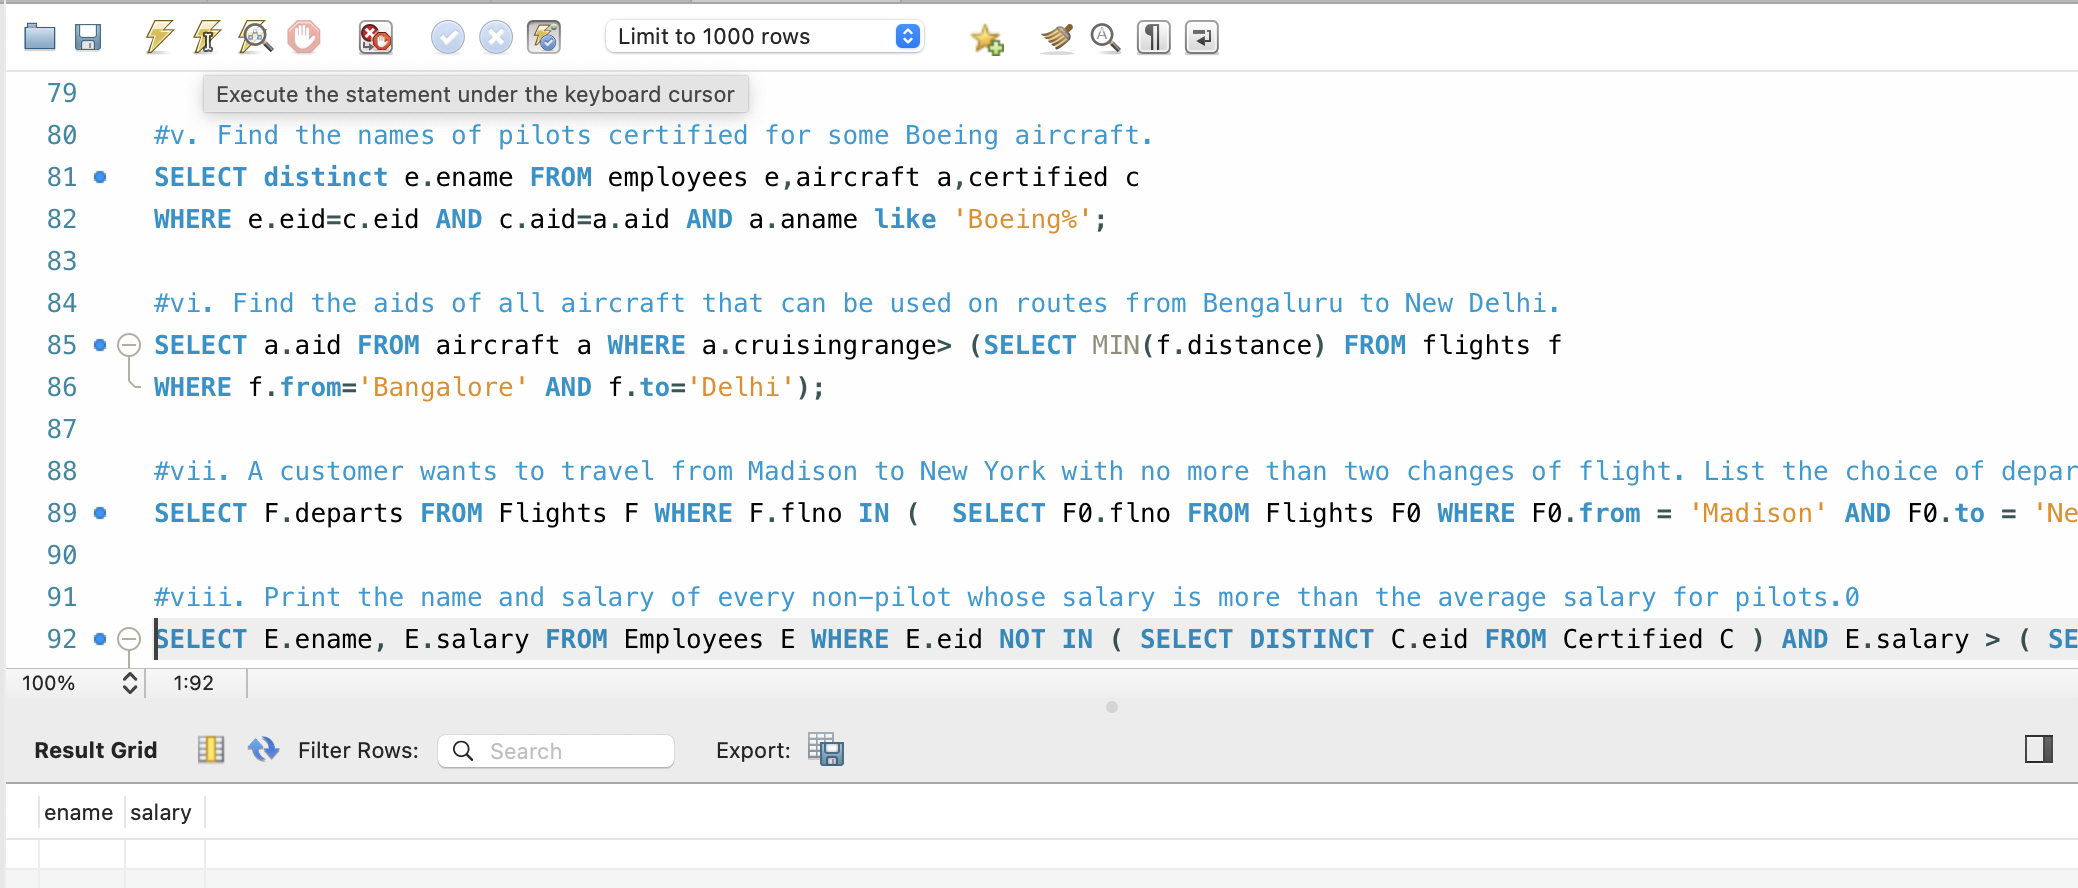 Limit to 1000 rows
Execute the statement under the keyboard cursor
79
80 #v. Find the names of pilots certified for some Boeing aircraft.
81 SELECT distinct e.ename FROM employees e,aircraft a,certified c
82 WHERE e.eid=c.eid AND c.aid=a.aid AND a.aname like 'Boeing%';
83
84 #vi. Find the aids of all aircraft that can be used on routes from Bengaluru to New Delhi.
85 SELECT a.aid FROM aircraft a WHERE a.cruisingrange> (SELECT MIN(f.distance) FROM flights f
86 WHERE f.from='Bangalore' AND f.to='Delhi');
87
88 #vii. A customer wants to travel from Madison to New York with no more than two changes of flight. List the choice of depar
89 SELECT F.departs FROM Flights F WHERE F.flno IN ( SELECT F0.flno FROM Flights F0 WHERE F0.from = 'Madison' AND F0.to = 'Ne
90
91 #viii. Print the name and salary of every non-pilot whose salary is more than the average salary for pilots.0
92 SELECT E.ename, E.salary FROM Employees E WHERE E.eid NOT IN ( SELECT DISTINCT C.eid FROM Certified C ) AND E.salary > ( SE
100% 1:92
Result Grid Filter Rows: Search Export:
ename salary